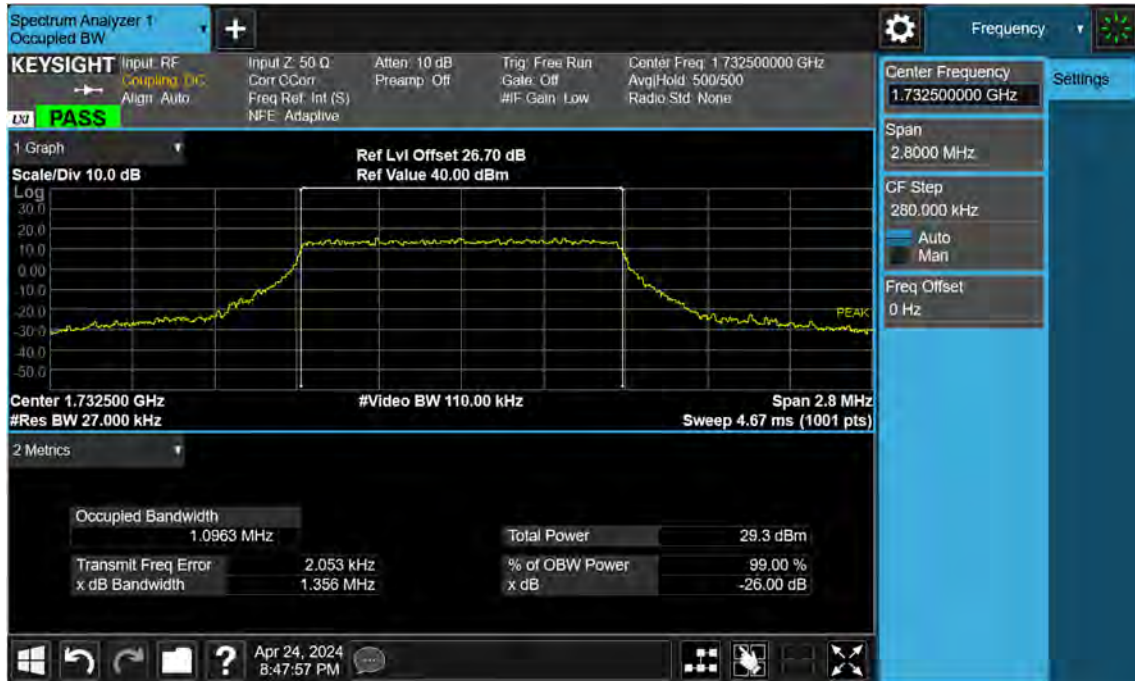 Spectrum Analyzer 1
Occupied BW
+
Frequency
KEYSIGHT Input: RF Input Z: 50 Ω Atten: 10 dB Trig: Free Run Center Freq: 1.732500000 GHz
Coupling: DC Corr CCorr Preamp: Off Gate: Off Avg|Hold: 500/500
Align: Auto Freq Ref: Int (S) #IF Gain: Low Radio Std: None
LXI PASS NFE: Adaptive
1 Graph
Ref Lvl Offset 26.70 dB
Scale/Div 10.0 dB Ref Value 40.00 dBm
Log
30.0
20.0
10.0
0.00
-10.0
-20.0
PEAK
-30.0
-40.0
-50.0
Center 1.732500 GHz #Video BW 110.00 kHz Span 2.8 MHz
#Res BW 27.000 kHz Sweep 4.67 ms (1001 pts)
2 Metrics
Occupied Bandwidth
1.0963 MHz
Total Power 29.3 dBm
Transmit Freq Error 2.053 kHz % of OBW Power 99.00 %
x dB Bandwidth 1.356 MHz x dB -26.00 dB
?
Apr 24, 2024
8:47:57 PM
Center Frequency
1.732500000 GHz
Settings
Span
2.8000 MHz
CF Step
280.000 kHz
Auto
Man
Freq Offset
0 Hz